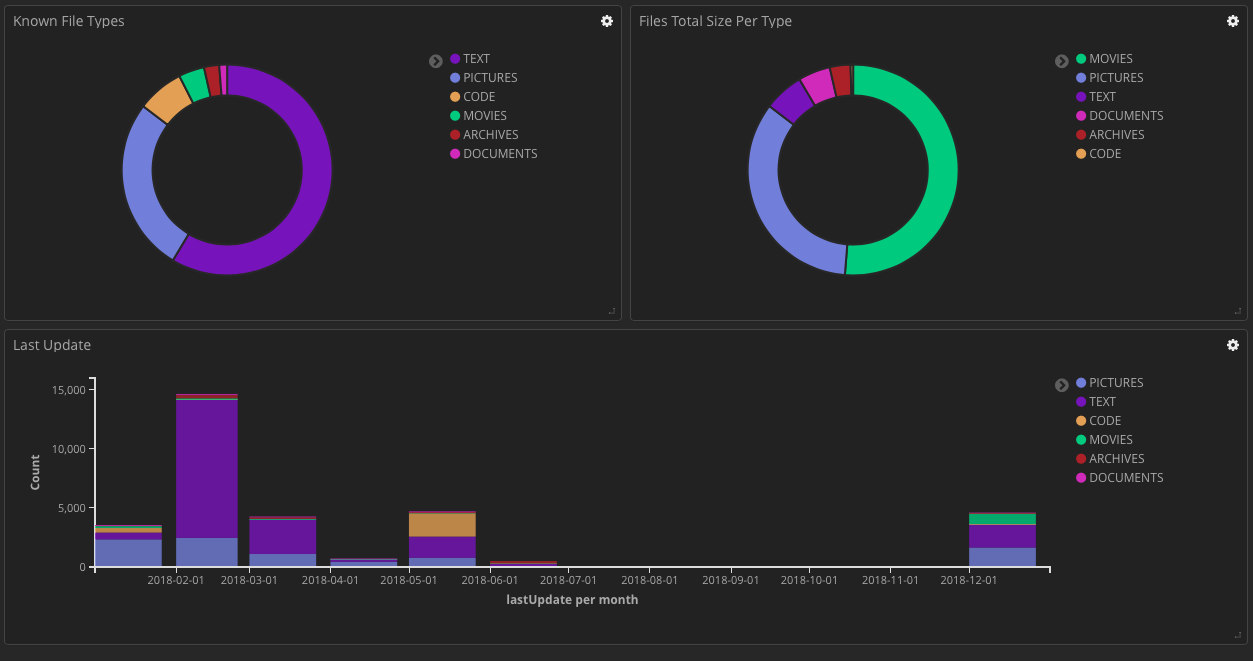 Known File Types
TEXT
PICTURES
CODE
MOVIES
ARCHIVES
DOCUMENTS
Files Total Size Per Type
MOVIES
PICTURES
TEXT
DOCUMENTS
ARCHIVES
CODE
Last Update
15,000
10,000
5,000
0
Count
2018-02-01 2018-03-01 2018-04-01 2018-05-01 2018-06-01 2018-07-01 2018-08-01 2018-09-01 2018-10-01 2018-11-01 2018-12-01
lastUpdate per month
PICTURES
TEXT
CODE
MOVIES
ARCHIVES
DOCUMENTS